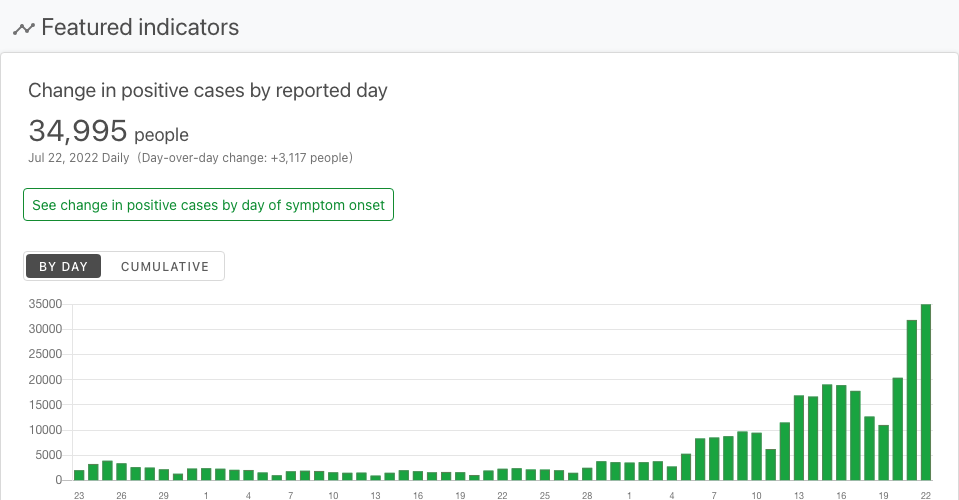 Featured indicators
Change in positive cases by reported day
34,995 people
Jul 22, 2022 Daily (Day-over-day change: +3,117 people)
See change in positive cases by day of symptom onset
BY DAY CUMULATIVE
35000
30000
25000
20000
15000
10000
5000
0
23 26 29 1 4 7 10 13 16 19 22 25 28 1 4 7 10 13 16 19 22